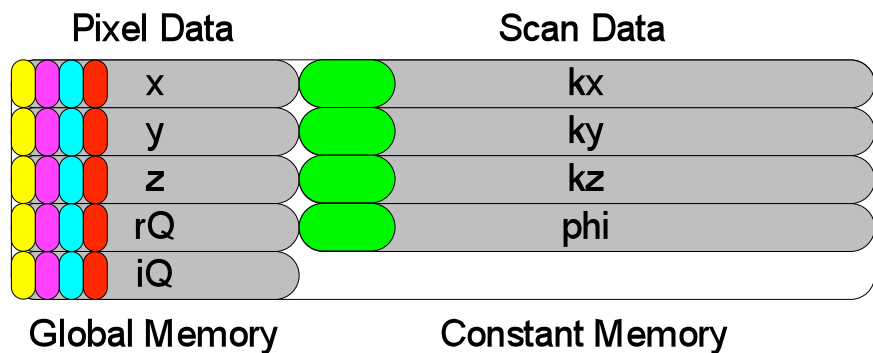 Pixel Data Scan Data
x kx
y ky
z kz
rQ phi
iQ
Global Memory Constant Memory